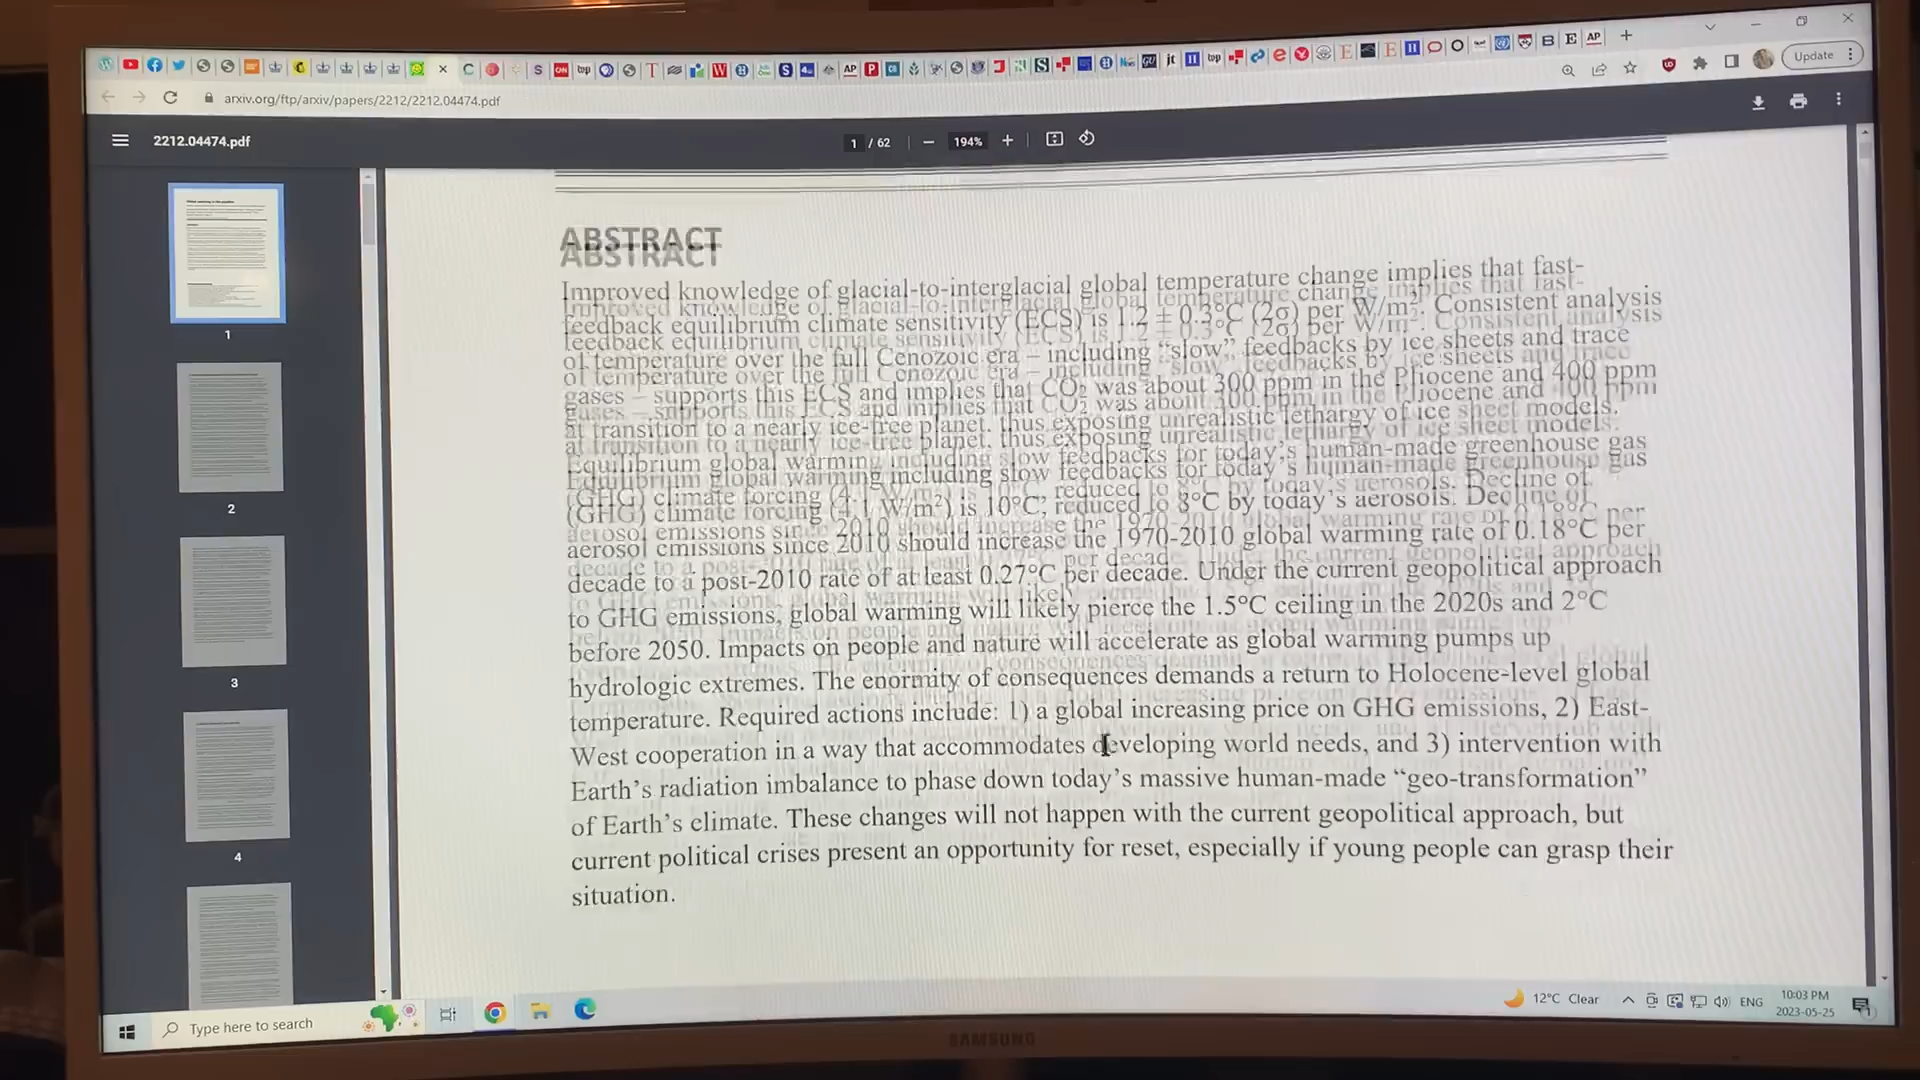 Update
arxiv.org/ftp/arxiv/papers/2212/2212.04474.pdf
2212.04474.pdf
1 / 62
194%
ABSTRACT
Improved knowledge of glacial-to-interglacial global temperature change implies that fast-
feedback equilibrium climate sensitivity (ECS) is 1.2 ± 0.3°C (2σ) per W/m². Consistent analysis
of temperature over the full Cenozoic era – including “slow” feedbacks by ice sheets and trace
gases – supports this ECS and implies that CO₂ was about 300 ppm in the Pliocene and 400 ppm
at transition to a nearly ice-free planet, thus exposing unrealistic lethargy of ice sheet models.
Equilibrium global warming including slow feedbacks for today’s human-made greenhouse gas
(GHG) climate forcing (4.1 W/m²) is 10°C, reduced to 8°C by today’s aerosols. Decline of
aerosol emissions since 2010 should increase the 1970-2010 global warming rate of 0.18°C per
decade to a post-2010 rate of at least 0.27°C per decade. Under the current geopolitical approach
to GHG emissions, global warming will likely pierce the 1.5°C ceiling in the 2020s and 2°C
before 2050. Impacts on people and nature will accelerate as global warming pumps up
hydrologic extremes. The enormity of consequences demands a return to Holocene-level global
temperature. Required actions include: 1) a global increasing price on GHG emissions, 2) East-
West cooperation in a way that accommodates developing world needs, and 3) intervention with
Earth’s radiation imbalance to phase down today’s massive human-made “geo-transformation”
of Earth’s climate. These changes will not happen with the current geopolitical approach, but
current political crises present an opportunity for reset, especially if young people can grasp their
situation.
1
2
3
4
Type here to search
12°C Clear
ENG
10:03 PM
2023-05-25
SAMSUNG